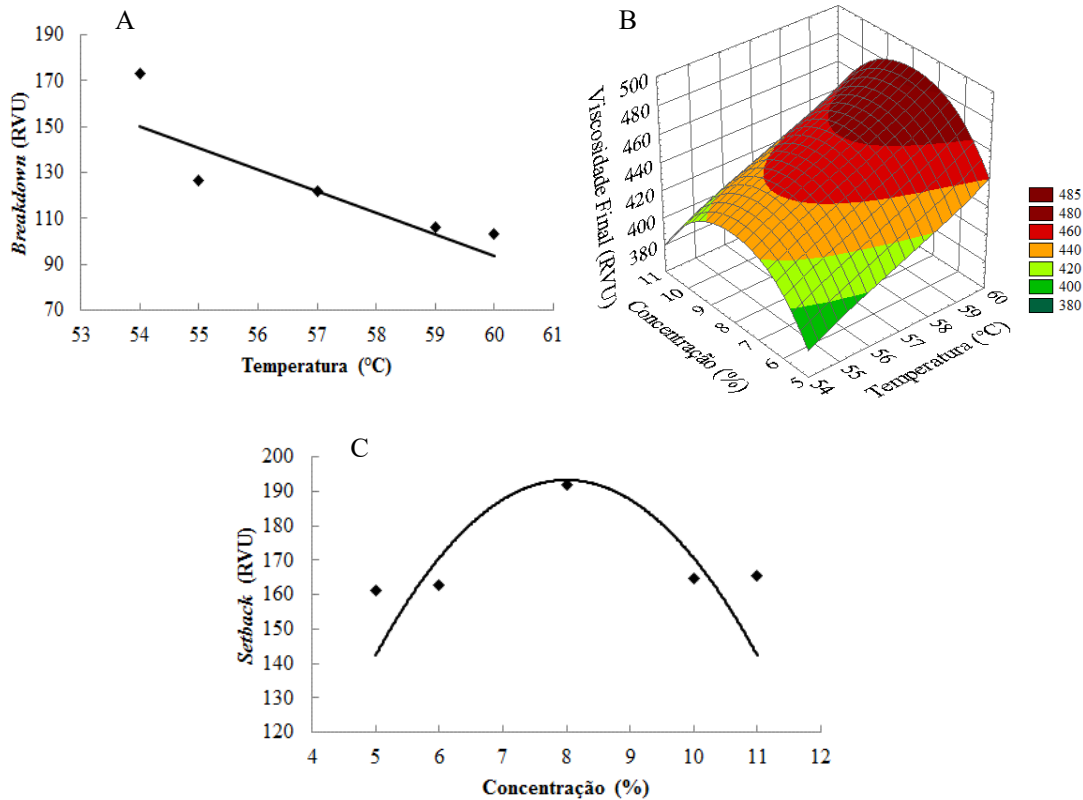 A
190
170
150
130
110
90
70
53 54 55 56 57 58 59 60 61
Temperatura (°C)
Breakdown (RVU)
B
500
480
460
440
420
400
380
Viscosidade Final (RVU)
11 10 9 8 7 6 5
Concentração (%)
54 55 56 57 58 59 60
Temperatura (°C)
485
480
460
440
420
400
380
C
200
190
180
170
160
150
140
130
120
4 5 6 7 8 9 10 11 12
Concentração (%)
Setback (RVU)